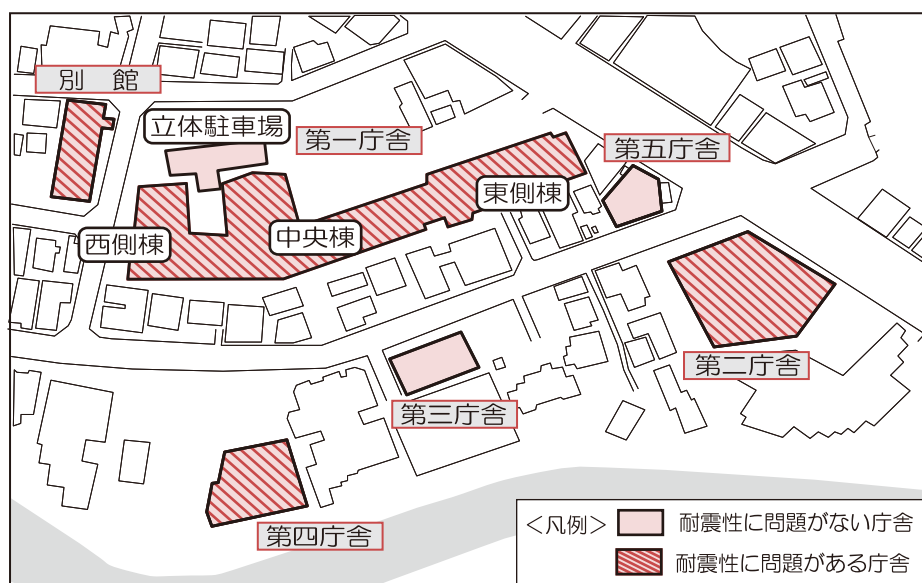 別 館
立体駐車場
第一庁舎
第五庁舎
東側棟
西側棟
中央棟
第二庁舎
第三庁舎
第四庁舎
<凡例>
耐震性に問題がない庁舎
耐震性に問題がある庁舎